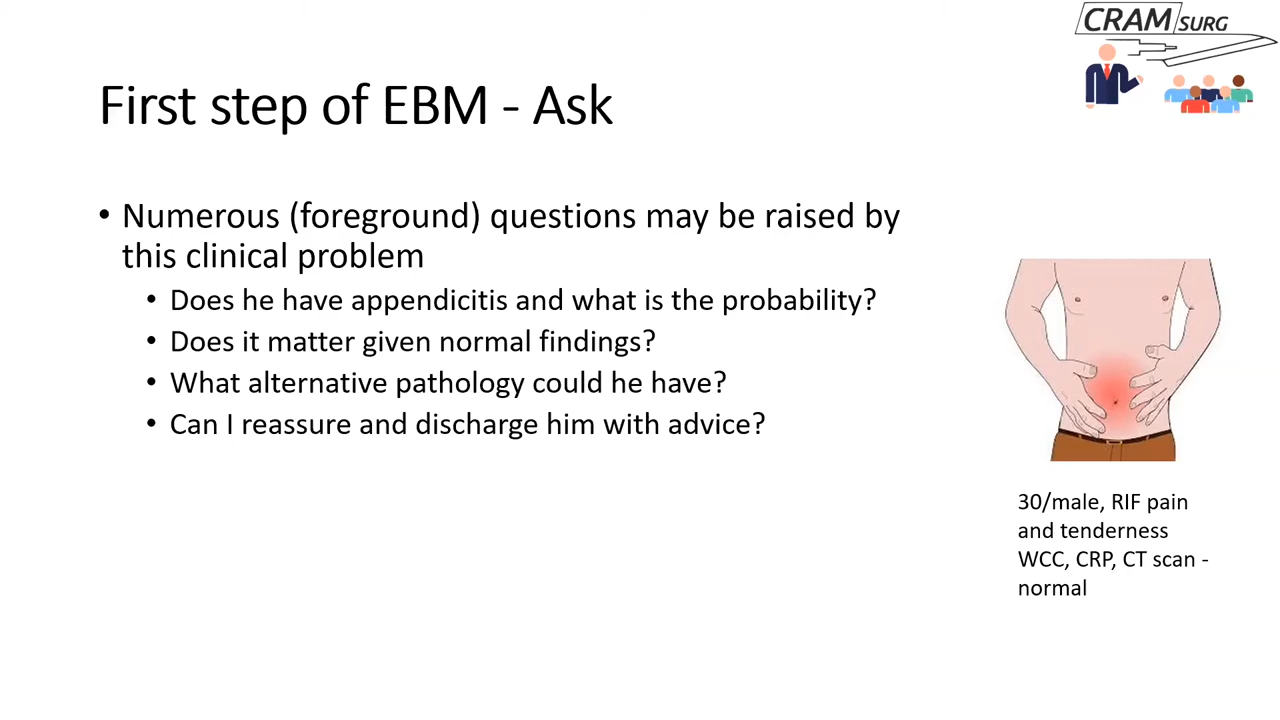 CRAM SURG
First step of EBM - Ask
• Numerous (foreground) questions may be raised by
this clinical problem
• Does he have appendicitis and what is the probability?
• Does it matter given normal findings?
• What alternative pathology could he have?
• Can I reassure and discharge him with advice?
30/male, RIF pain
and tenderness
WCC, CRP, CT scan -
normal